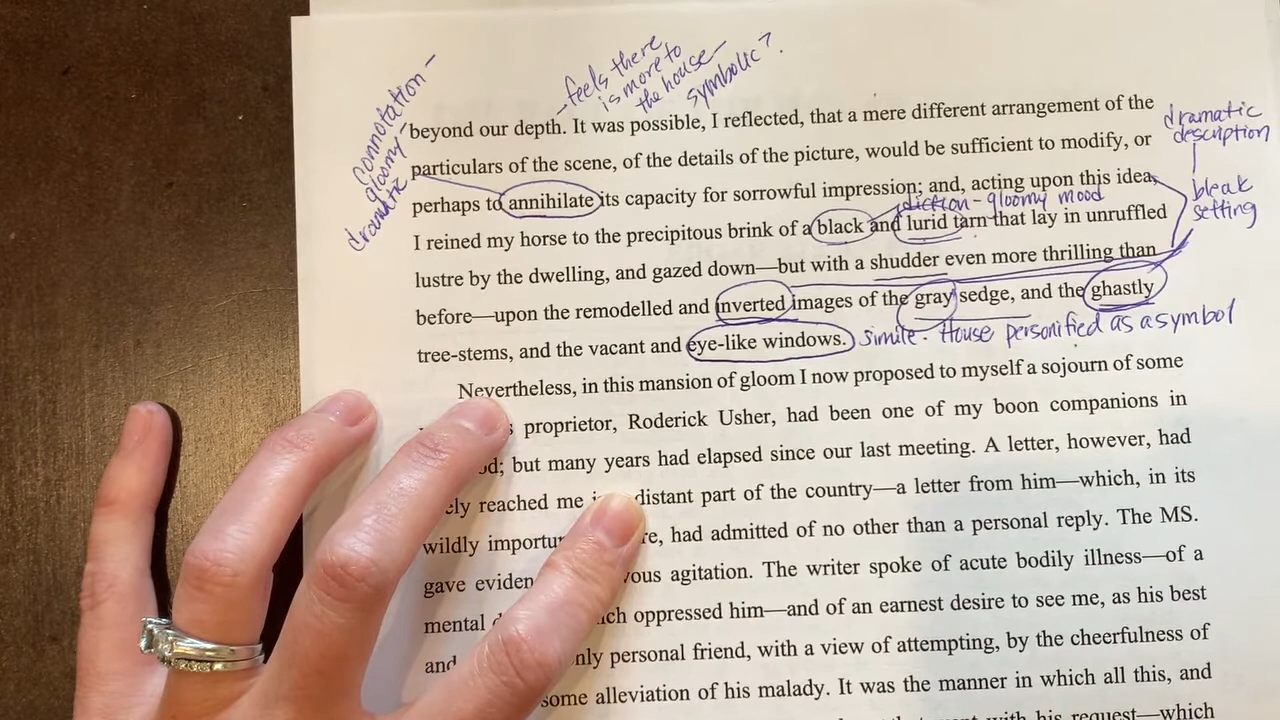 -feels there
is more to
the house-
symbolic?
connotation-
gloomy-
dramatic
beyond our depth. It was possible, I reflected, that a mere different arrangement of the
dramatic
description
particulars of the scene, of the details of the picture, would be sufficient to modify, or
perhaps to annihilate its capacity for sorrowful impression; and, acting upon this idea,
bleak
setting
diction-gloomy mood
I reined my horse to the precipitous brink of a black and lurid tarn that lay in unruffled
lustre by the dwelling, and gazed down—but with a shudder even more thrilling than
before—upon the remodelled and inverted images of the gray sedge, and the ghastly
tree-stems, and the vacant and eye-like windows. Simile. House personified as a symbol
Nevertheless, in this mansion of gloom I now proposed to myself a sojourn of some
proprietor, Roderick Usher, had been one of my boon companions in
but many years had elapsed since our last meeting. A letter, however, had
reached me distant part of the country—a letter from him—which, in its
wildly had admitted of no other than a personal reply. The MS.
gave agitation. The writer spoke of acute bodily illness—of a
mental oppressed him—and of an earnest desire to see me, as his best
and personal friend, with a view of attempting, by the cheerfulness of
some alleviation of his malady. It was the manner in which all this, and
with his request—which